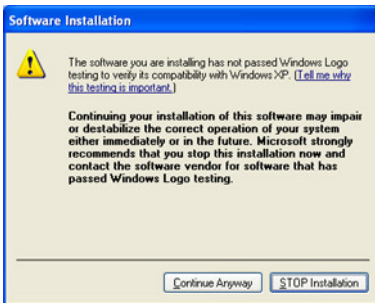 Software Installation
The software you are installing has not passed Windows Logo
testing to verify its compatibility with Windows XP. (Tell me why
this testing is important.)
Continuing your installation of this software may impair
or destabilize the correct operation of your system
either immediately or in the future. Microsoft strongly
recommends that you stop this installation now and
contact the software vendor for software that has
passed Windows Logo testing.
Continue Anyway
STOP Installation